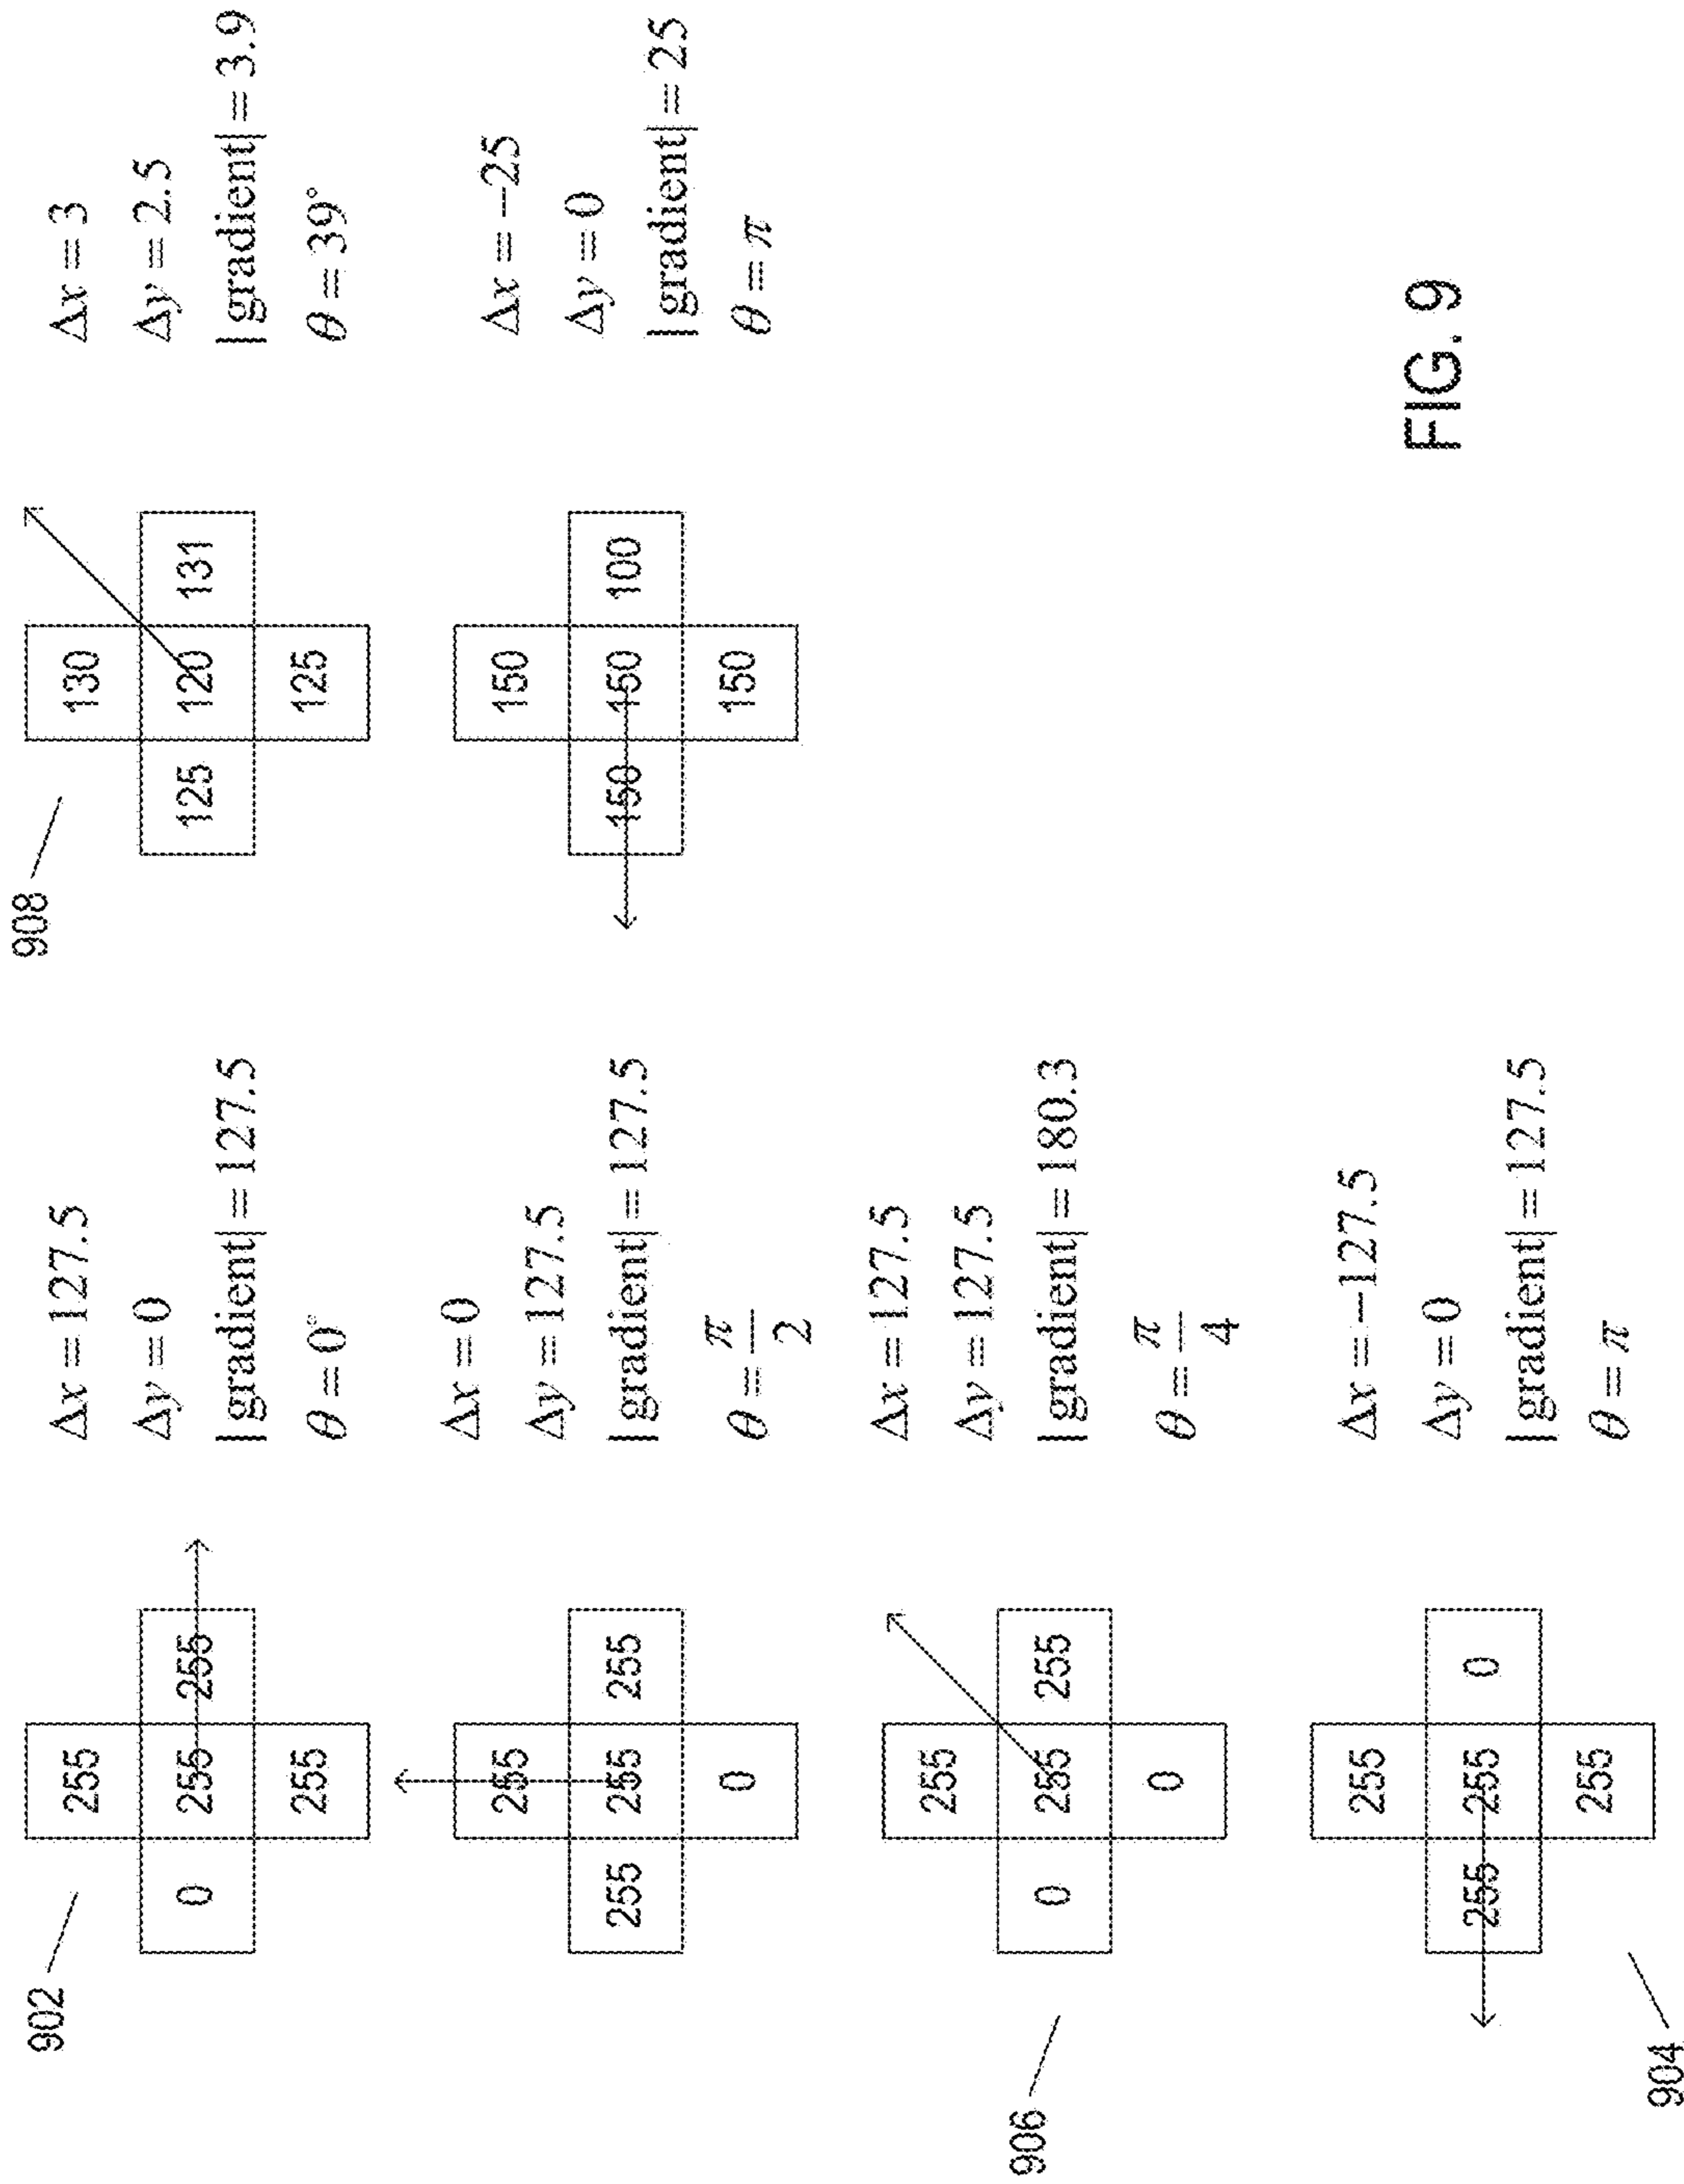 902
255
0 255 255
255
Δx = 127.5
Δy = 0
|gradient| = 127.5
θ = 0°
255
255 255 255
0
Δx = 0
Δy = 127.5
|gradient| = 127.5
θ = π/2
906
255
0 255 255
0
Δx = 127.5
Δy = 127.5
|gradient| = 180.3
θ = π/4
904
255
255 255 0
255
Δx = −127.5
Δy = 0
|gradient| = 127.5
θ = π
908
130
125 120 131
125
Δx = 3
Δy = 2.5
|gradient| = 3.9
θ = 39°
150
150 150 100
150
Δx = −25
Δy = 0
|gradient| = 25
θ = π
FIG. 9